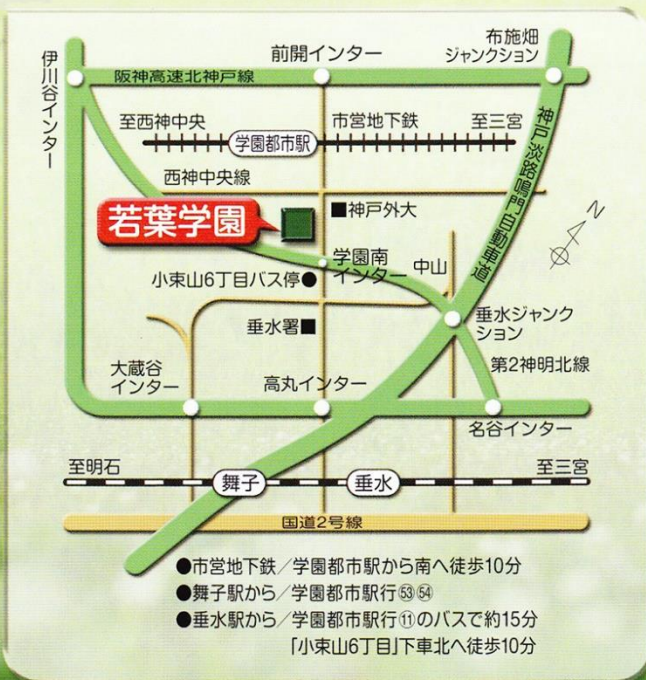 伊川谷インター
阪神高速北神戸線
前開インター
布施畑
ジャンクション
至西神中央
学園都市駅
市営地下鉄
至三宮
神戸淡路鳴門自動車道
西神中央線
若葉学園
■神戸外大
N
学園南
インター
中山
小束山6丁目バス停●
垂水署■
垂水ジャンク
ション
第2神明北線
大蔵谷
インター
高丸インター
名谷インター
至明石
舞子
垂水
至三宮
国道2号線
●市営地下鉄/学園都市駅から南へ徒歩10分
●舞子駅から/学園都市駅行㊼㊾
●垂水駅から/学園都市駅行⑪のバスで約15分
「小束山6丁目」下車北へ徒歩10分